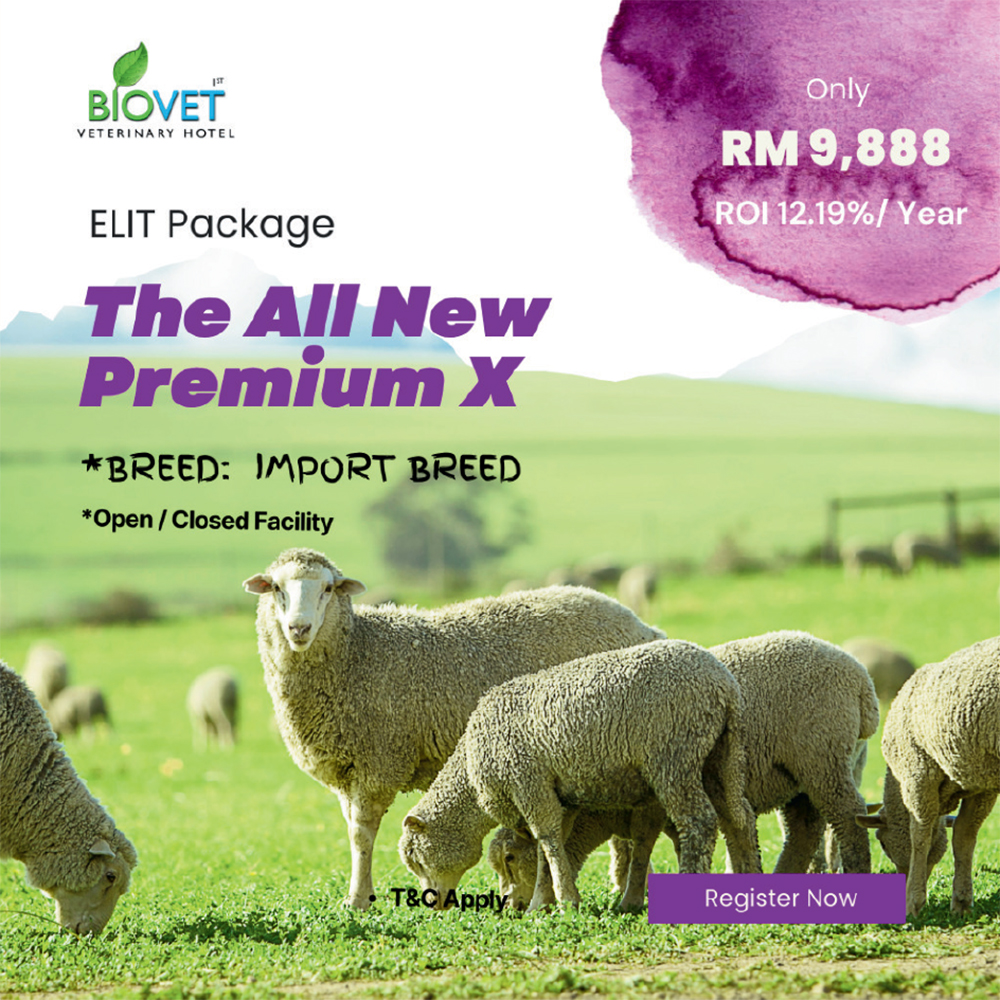 1ST
BIOVET
VETERINARY HOTEL
Only
RM 9,888
ROI 12.19%/ Year
ELIT Package
The All New
Premium X
*BREED: IMPORT BREED
*Open / Closed Facility
• T&C Apply
Register Now